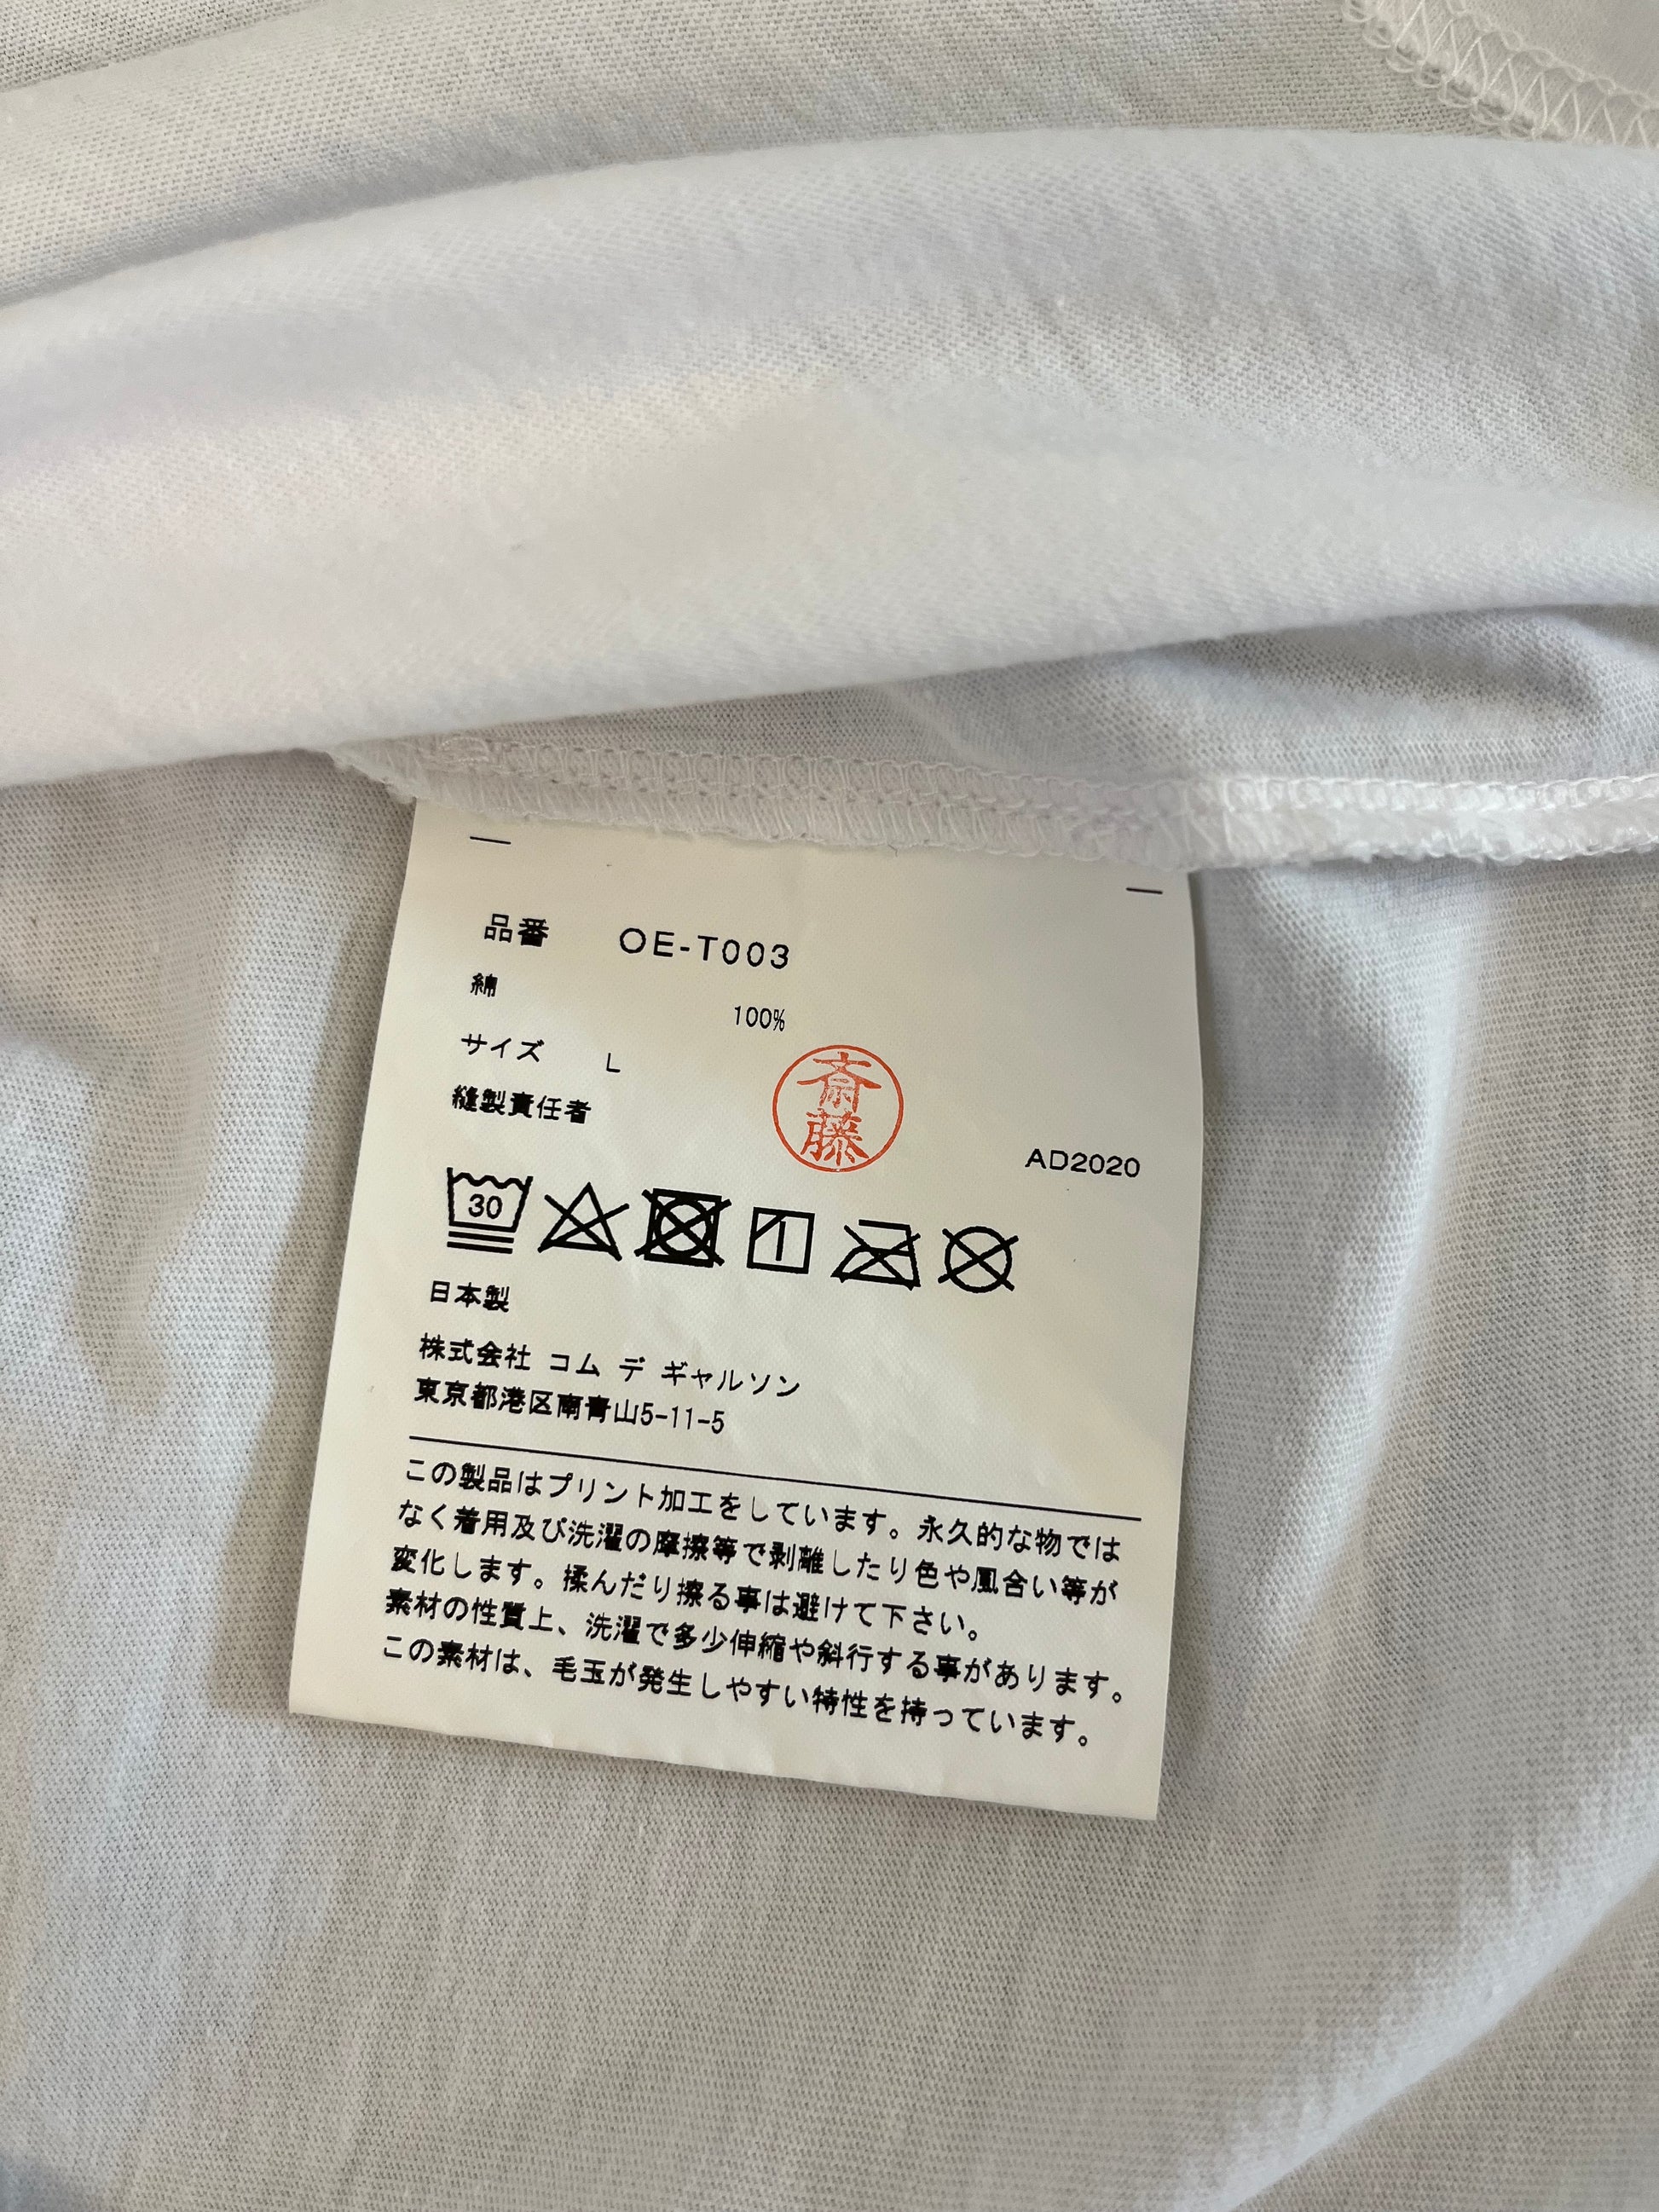 品番 OE-T003
綿 100%
サイズ L
縫製責任者
斎藤
AD2020
30
日本製
株式会社 コム デ ギャルソン
東京都港区南青山5-11-5
この製品はプリント加工をしています。永久的な物では
なく着用及び洗濯の摩擦等で剥離したり色や風合い等が
変化します。揉んだり擦る事は避けて下さい。
素材の性質上、洗濯で多少伸縮や斜行する事があります。
この素材は、毛玉が発生しやすい特性を持っています。